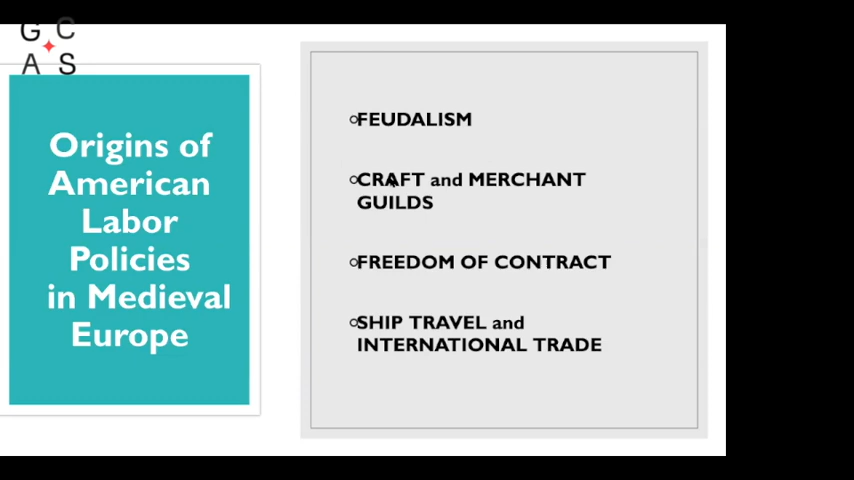 G C
A S
Origins of
American
Labor
Policies
in Medieval
Europe
FEUDALISM
CRAFT and MERCHANT
GUILDS
FREEDOM OF CONTRACT
SHIP TRAVEL and
INTERNATIONAL TRADE